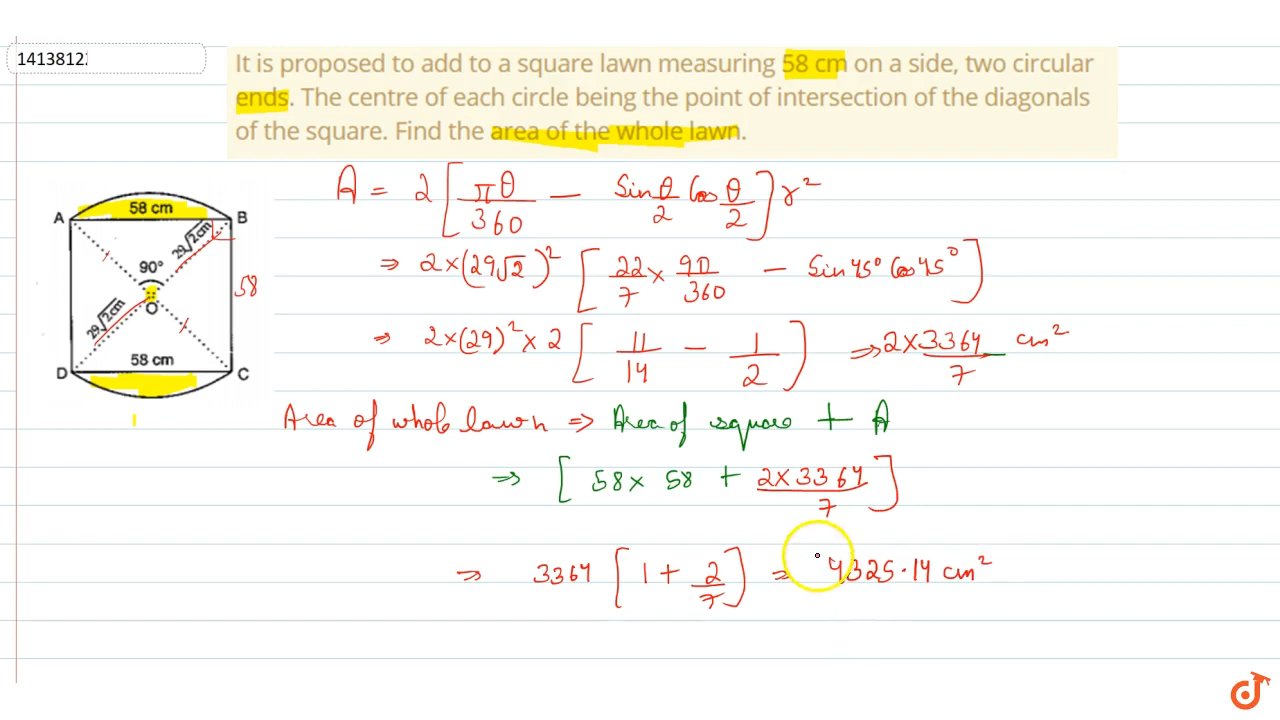 14138122
It is proposed to add to a square lawn measuring 58 cm on a side, two circular
ends. The centre of each circle being the point of intersection of the diagonals
of the square. Find the area of the whole lawn.
A 58 cm B
29√2cm
90°
O
58
29√2cm
58 cm
D C
A = 2 [ πθ/360 – Sin θ/2 Cos θ/2 ] r²
⇒ 2×(29√2)² [ 22/7 × 90/360 – Sin 45° Cos 45° ]
⇒ 2×(29)² × 2 [ 11/14 – 1/2 ] ⇒ 2×3364/7 cm²
Area of whole lawn ⇒ Area of square + A
⇒ [ 58× 58 + 2×3364/7 ]
⇒ 3364 [ 1 + 2/7 ] ⇒ 4325.14 cm²